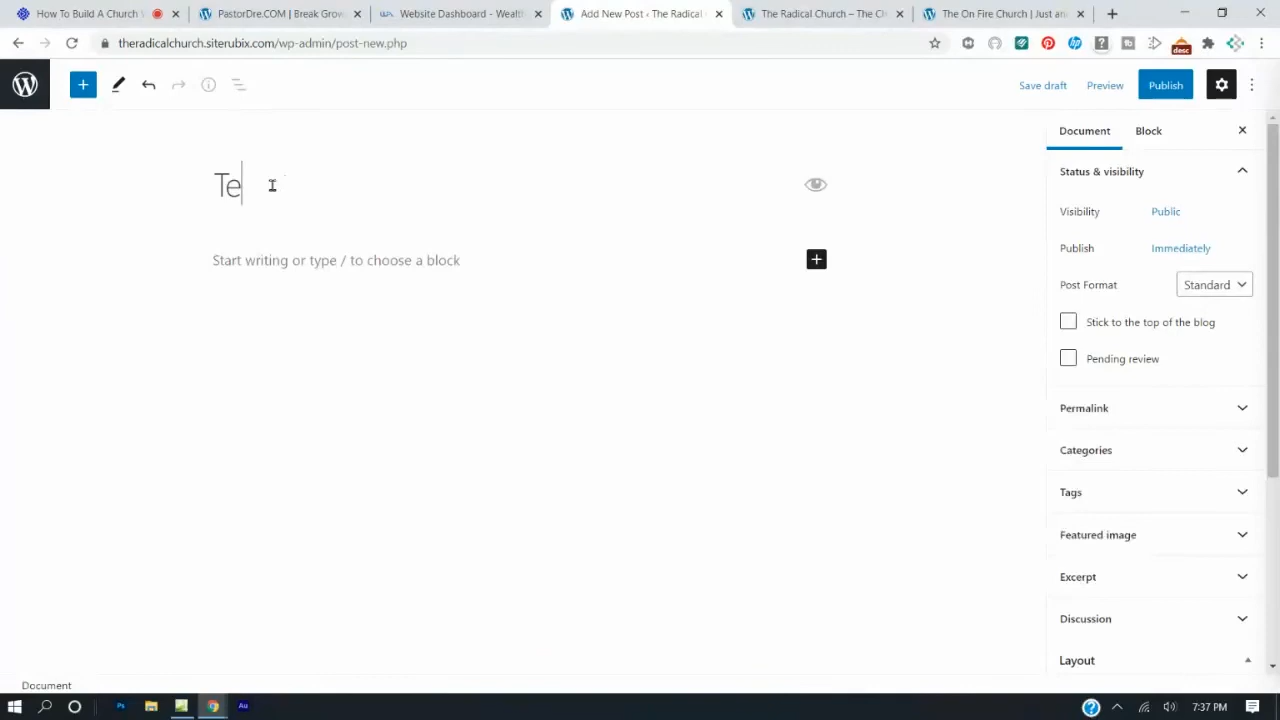 How To Build A Church
PastorDre.COM | Break Grow
Website Dashboard - Wealt
Add New Post ‹ The Radical
The Radical Church – The C
The On Fire Church | Just an
theradicalchurch.siterubix.com/wp-admin/post-new.php
desc
Save draft
Preview
Publish
Document
Block
Te
Status & visibility
Visibility
Public
Start writing or type / to choose a block
Publish
Immediately
Post Format
Standard
Stick to the top of the blog
Pending review
Permalink
Categories
Tags
Featured image
Excerpt
Discussion
Layout
Document
Ps
Au
7:37 PM